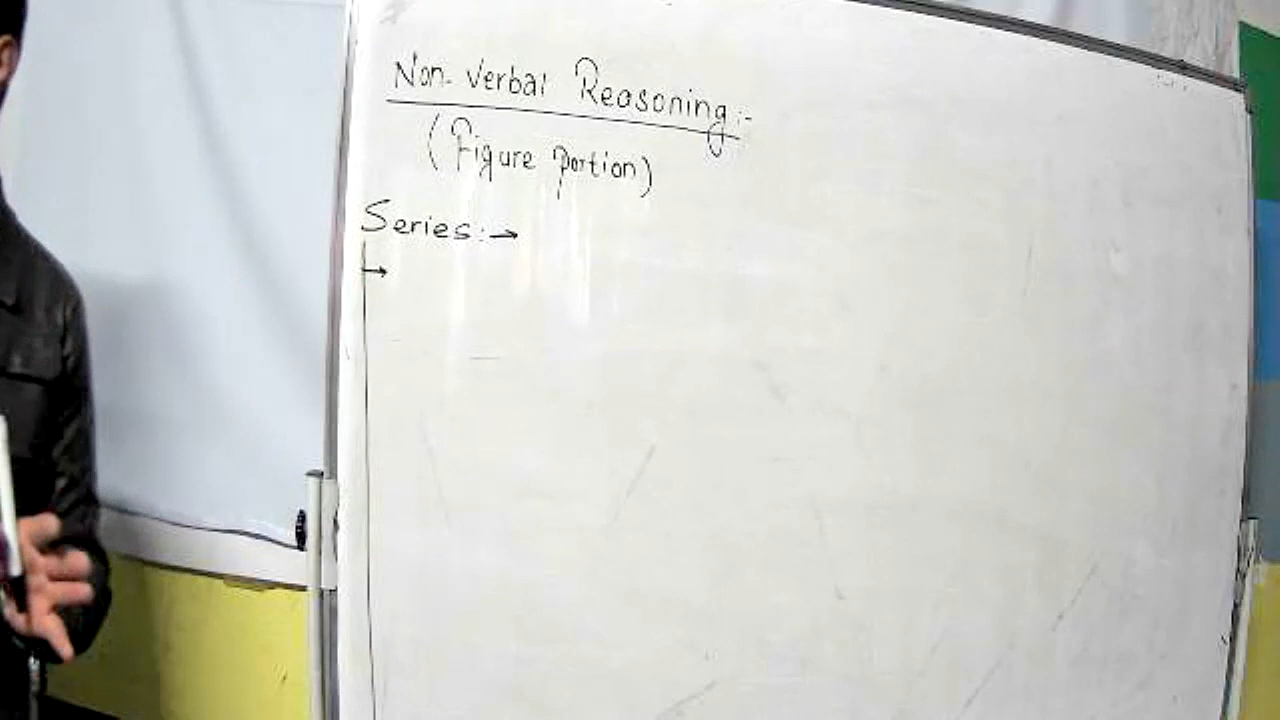 Non-Verbal Reasoning:-
(Figure Portion)
Series:→
→